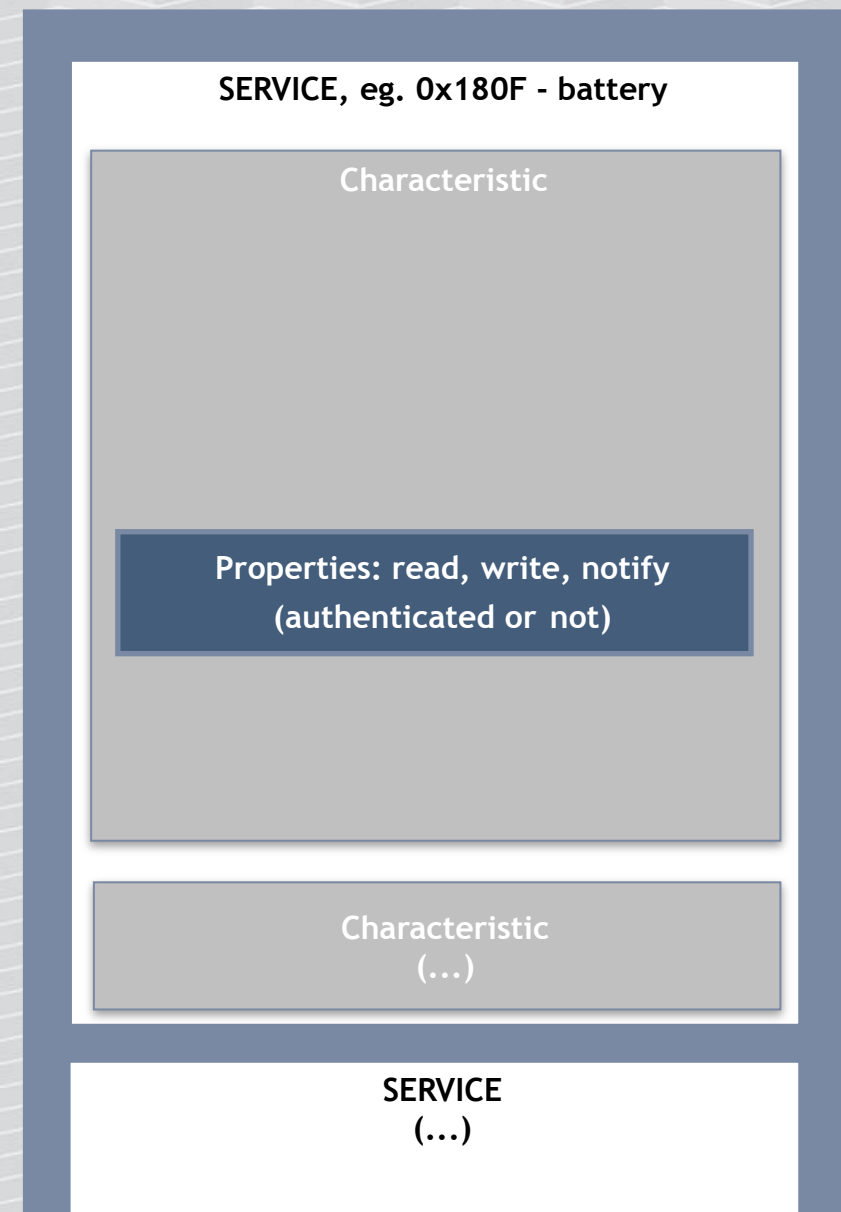 SERVICE, eg. 0x180F - battery
Characteristic
Properties: read, write, notify
(authenticated or not)
Characteristic
(...)
SERVICE
(...)